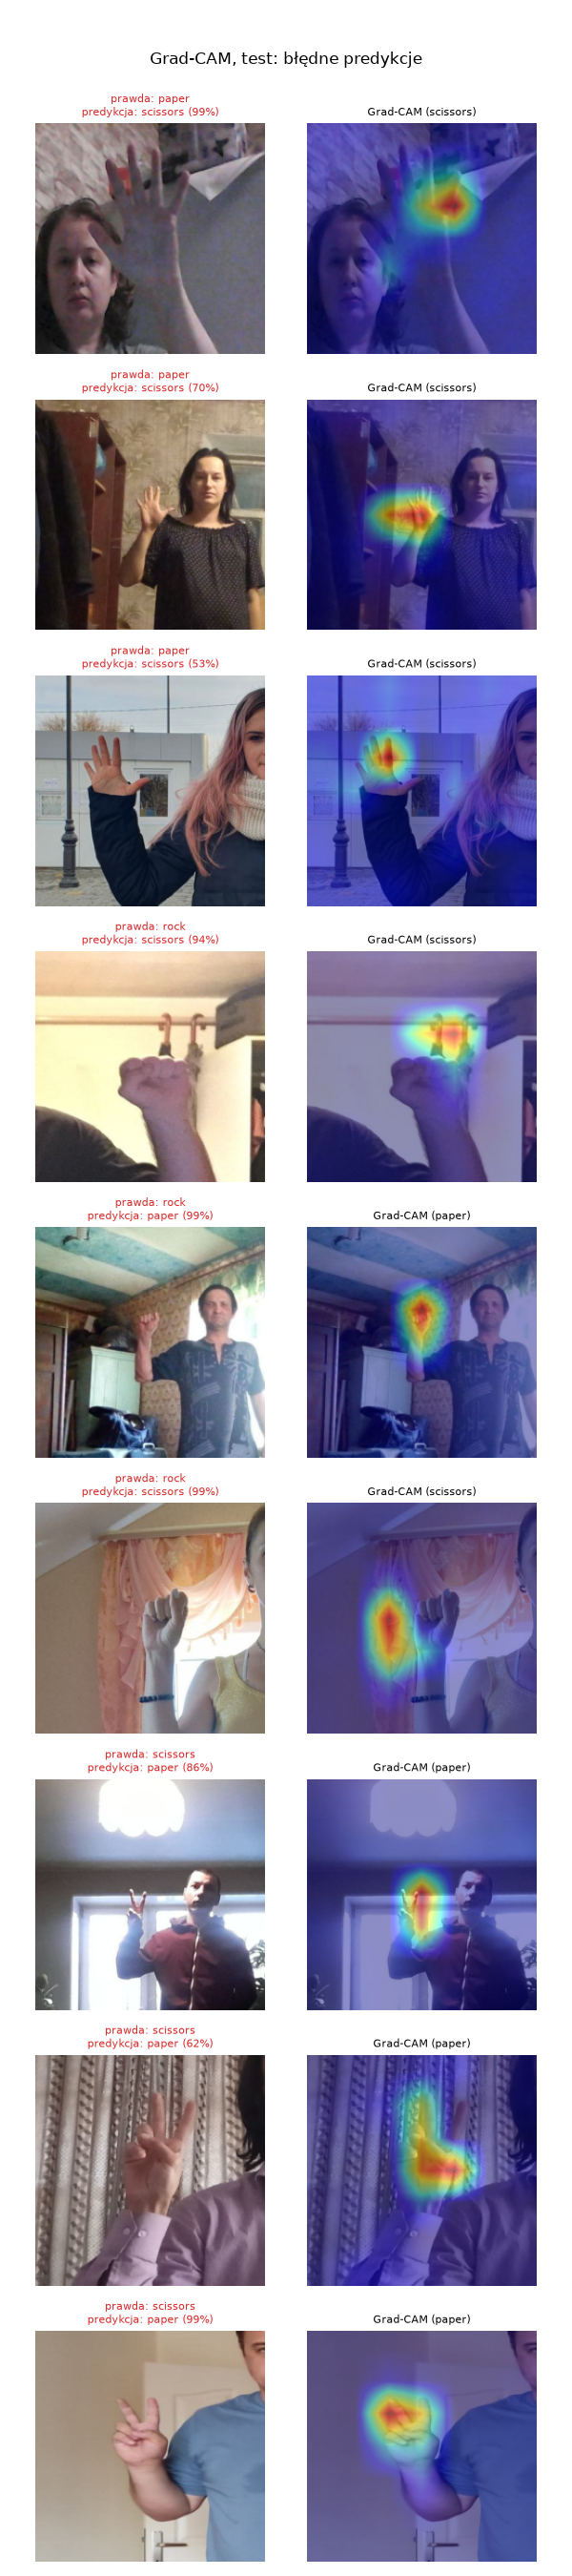 Grad-CAM, test: błędne predykcje
prawda: paper
predykcja: scissors (99%)
Grad-CAM (scissors)
prawda: paper
predykcja: scissors (70%)
Grad-CAM (scissors)
prawda: paper
predykcja: scissors (53%)
Grad-CAM (scissors)
prawda: rock
predykcja: scissors (94%)
Grad-CAM (scissors)
prawda: rock
predykcja: paper (99%)
Grad-CAM (paper)
prawda: rock
predykcja: scissors (99%)
Grad-CAM (scissors)
prawda: scissors
predykcja: paper (86%)
Grad-CAM (paper)
prawda: scissors
predykcja: paper (62%)
Grad-CAM (paper)
prawda: scissors
predykcja: paper (99%)
Grad-CAM (paper)